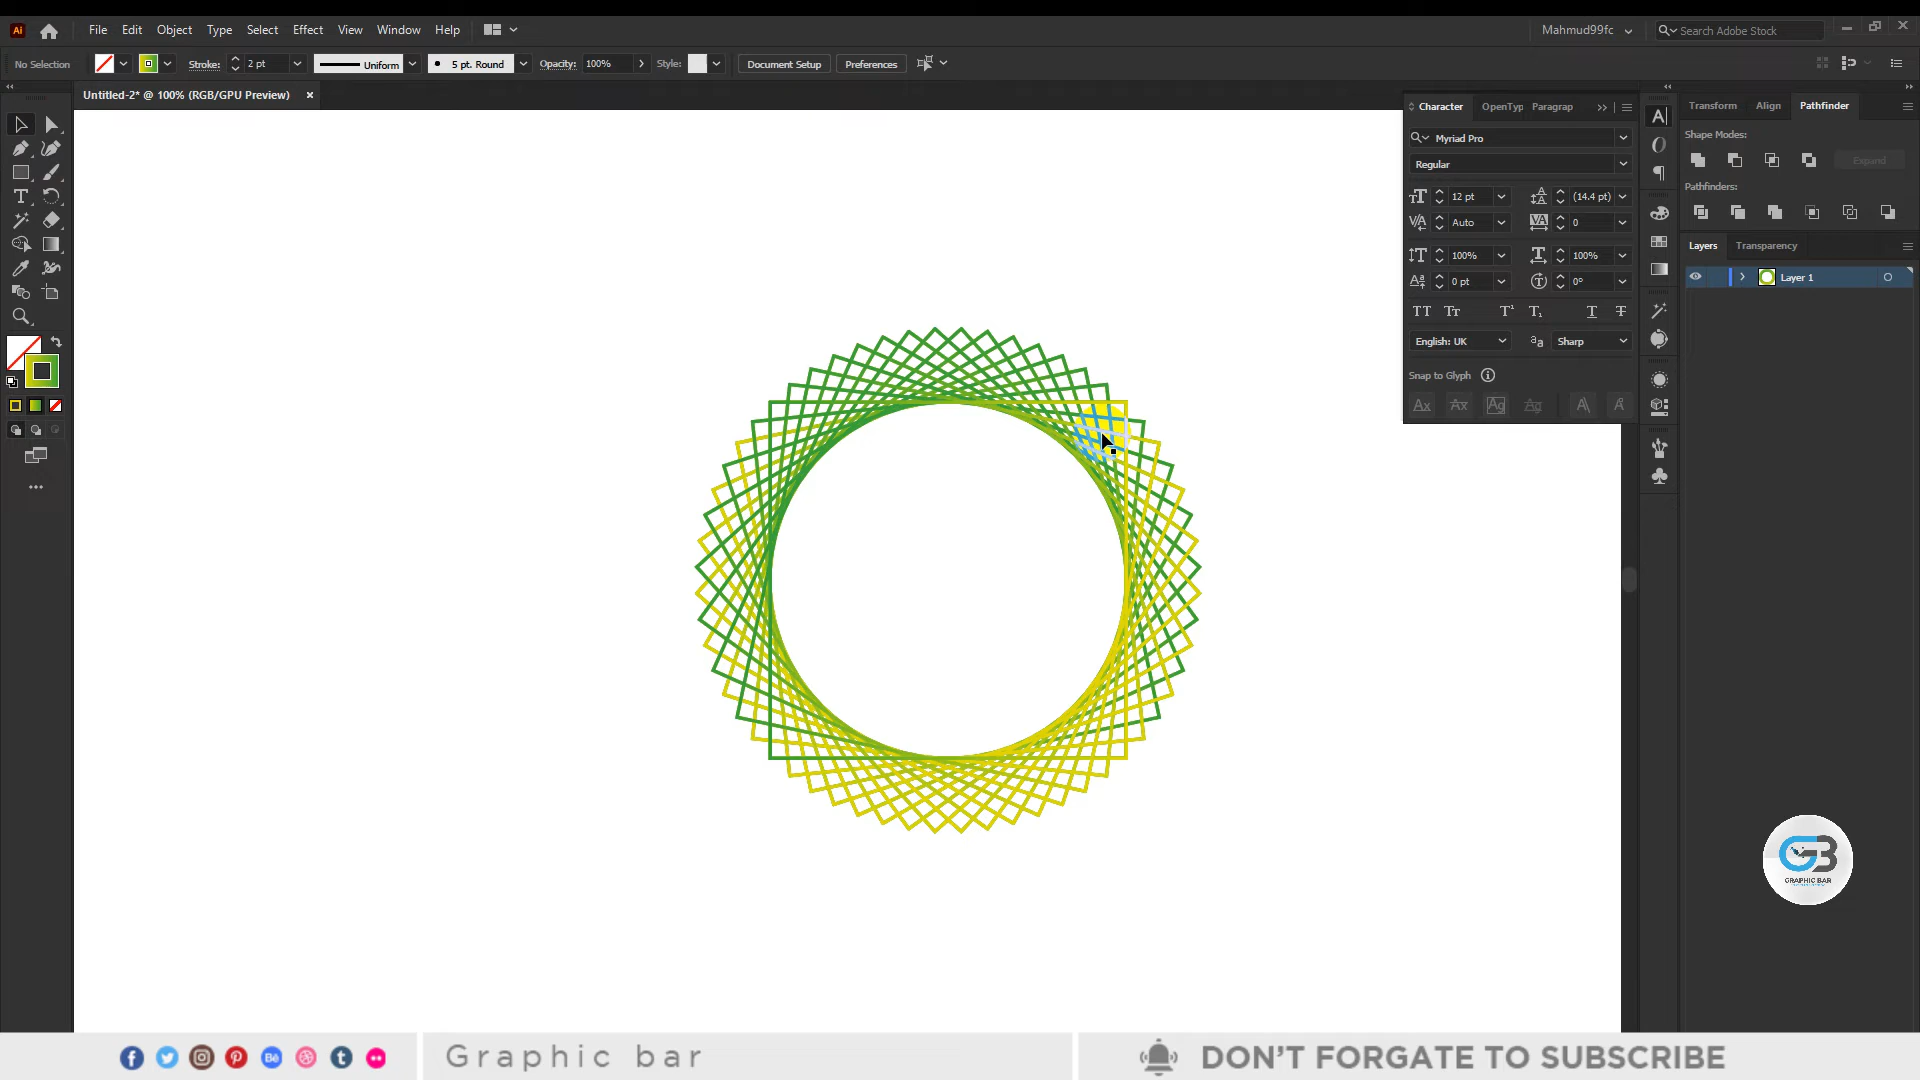 Ai
File Edit Object Type Select Effect View Window Help
Mahmud99fc
Search Adobe Stock
No Selection
Stroke:
2 pt
Uniform
5 pt. Round
Opacity:
100%
Style:
Document Setup
Preferences
Untitled-2* @ 100% (RGB/GPU Preview)
Character
OpenTyp
Paragrap
Myriad Pro
Regular
12 pt
(14.4 pt)
Auto
0
100%
100%
0 pt
0°
English: UK
Sharp
Snap to Glyph
Transform
Align
Pathfinder
Shape Modes:
Expand
Pathfinders:
Layers
Transparency
Layer 1
GB
GRAPHIC BAR
Graphic bar
DON'T FORGATE TO SUBSCRIBE